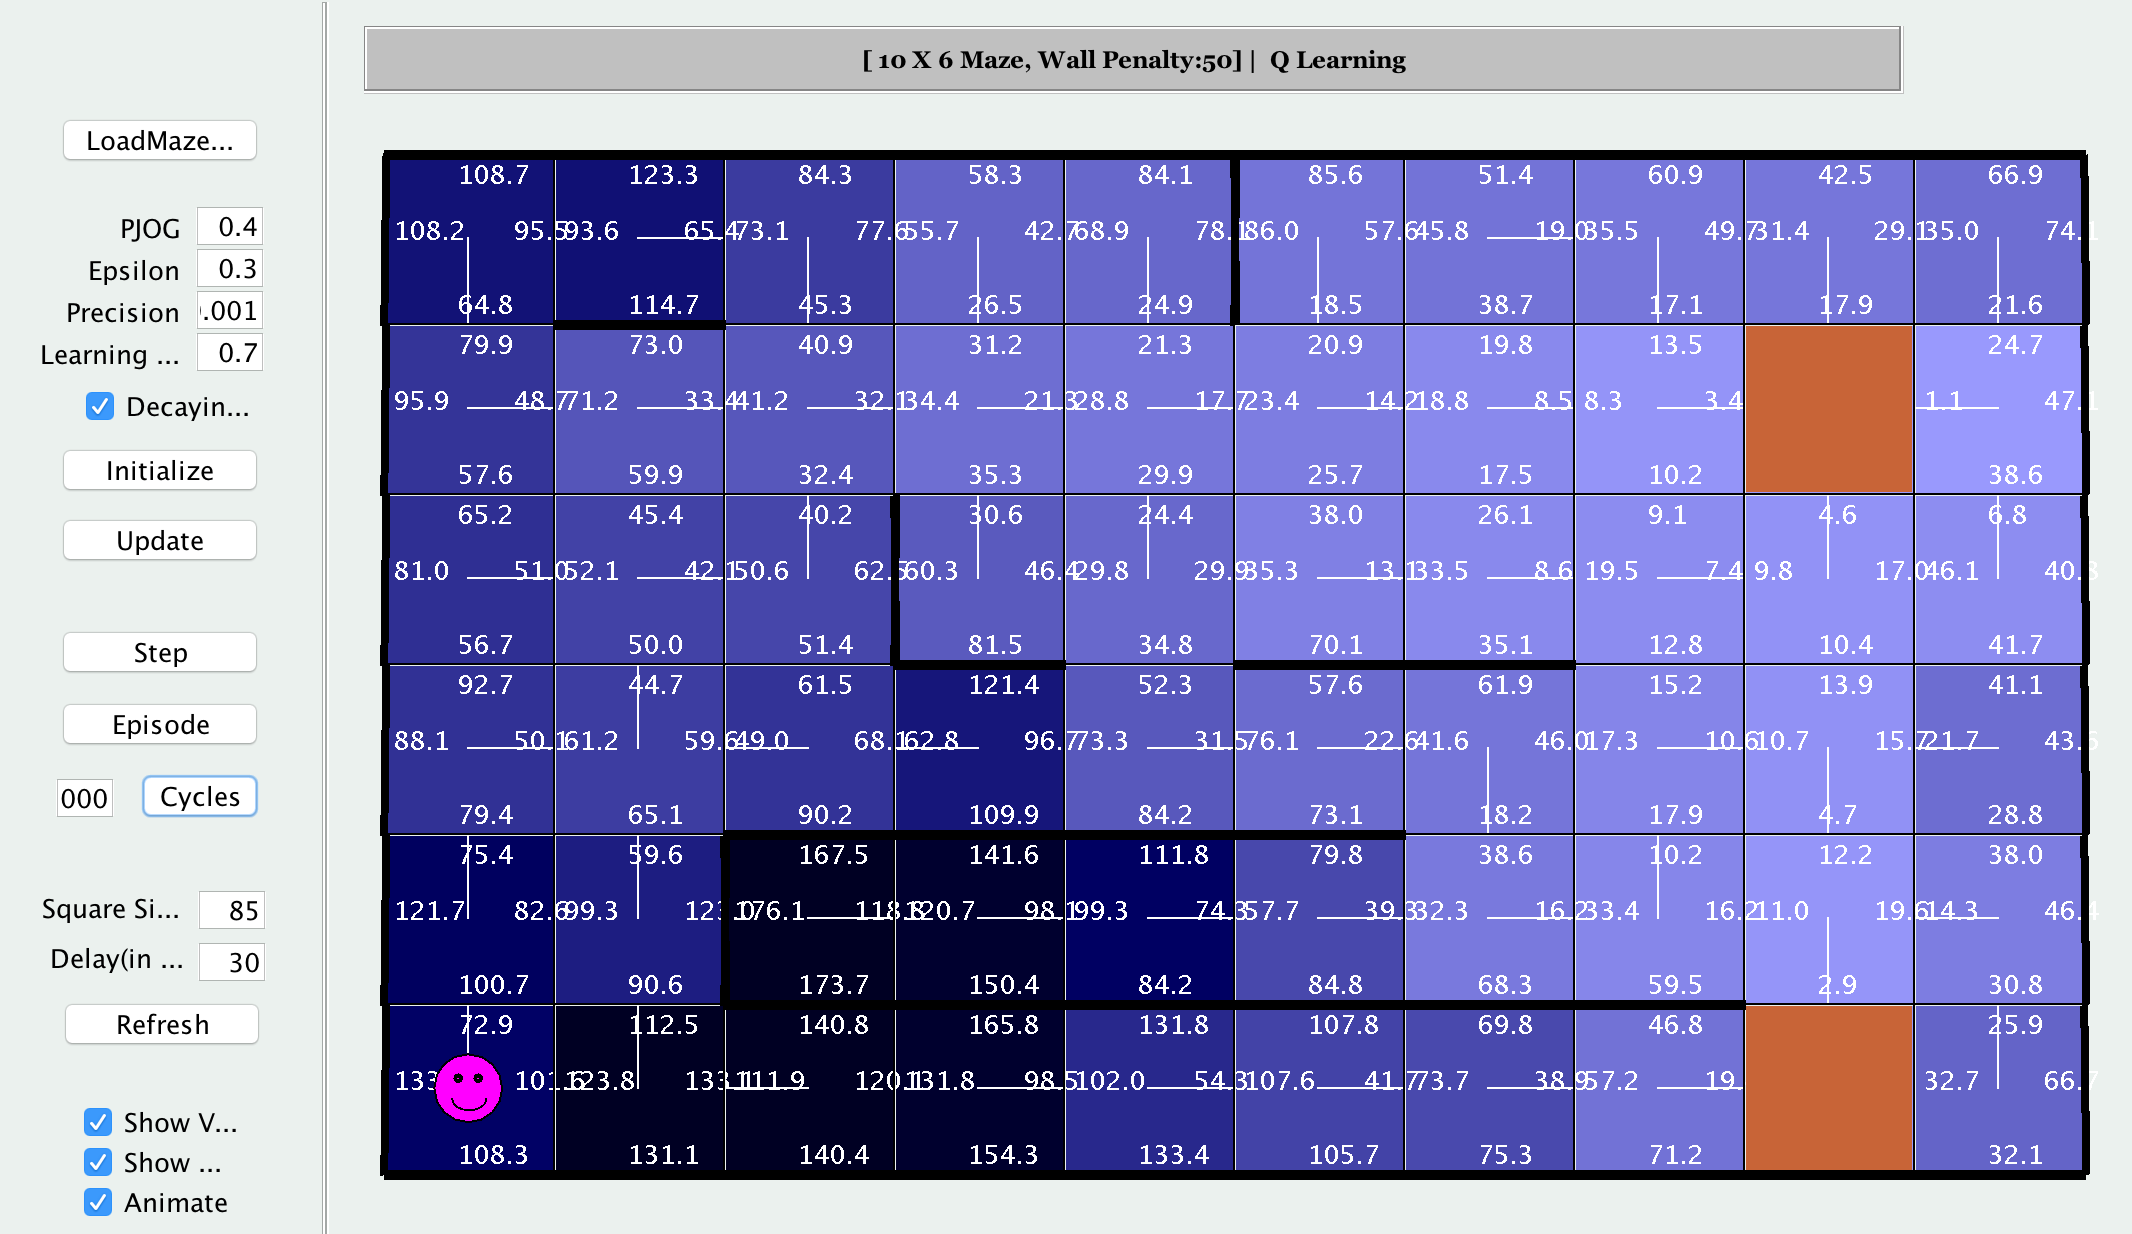 [ 10 X 6 Maze, Wall Penalty:50] | Q Learning
LoadMaze...
PJOG 0.4
Epsilon 0.3
Precision .001
Learning ... 0.7
Decayin...
Initialize
Update
Step
Episode
000 Cycles
Square Si... 85
Delay(in ... 30
Refresh
Show V...
Show ...
Animate
108.7 123.3 84.3 58.3 84.1 85.6 51.4 60.9 42.5 66.9
108.2 95.5 93.6 65.4 73.1 77.6 55.7 42.7 68.9 78.1 86.0 57.6 45.8 19.0 35.5 49.7 31.4 29.1 35.0 74.1
64.8 114.7 45.3 26.5 24.9 18.5 38.7 17.1 17.9 21.6
79.9 73.0 40.9 31.2 21.3 20.9 19.8 13.5 24.7
95.9 48.7 71.2 33.4 41.2 32.1 34.4 21.3 28.8 17.7 23.4 14.2 18.8 8.5 8.3 3.4 1.1 47.1
57.6 59.9 32.4 35.3 29.9 25.7 17.5 10.2 38.6
65.2 45.4 40.2 30.6 24.4 38.0 26.1 9.1 4.6 6.8
81.0 51.0 52.1 42.1 50.6 62.5 60.3 46.4 29.8 29.9 35.3 13.1 33.5 8.6 19.5 7.4 9.8 17.0 46.1 40.3
56.7 50.0 51.4 81.5 34.8 70.1 35.1 12.8 10.4 41.7
92.7 44.7 61.5 121.4 52.3 57.6 61.9 15.2 13.9 41.1
88.1 50.1 61.2 59.6 49.0 68.1 62.8 96.7 73.3 31.5 76.1 22.6 41.6 46.0 17.3 10.6 10.7 15.7 21.7 43.6
79.4 65.1 90.2 109.9 84.2 73.1 18.2 17.9 4.7 28.8
75.4 59.6 167.5 141.6 111.8 79.8 38.6 10.2 12.2 38.0
121.7 82.6 99.3 123.0 176.1 118.8 120.7 98.1 99.3 74.3 57.7 39.3 32.3 16.2 33.4 16.2 11.0 19.6 14.3 46.4
100.7 90.6 173.7 150.4 84.2 84.8 68.3 59.5 2.9 30.8
72.9 112.5 140.8 165.8 131.8 107.8 69.8 46.8 25.9
133 101.6 123.8 133.1 111.9 120.1 131.8 98.5 102.0 54.3 107.6 41.7 73.7 38.9 57.2 19. 32.7 66.7
108.3 131.1 140.4 154.3 133.4 105.7 75.3 71.2 32.1